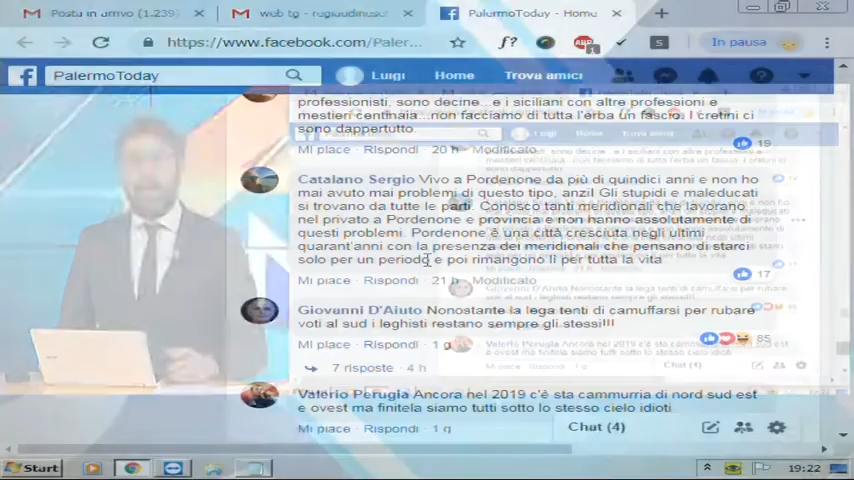 Posta in arrivo (1.239)
web tg - regiaudinese
PalermoToday - Home
https://www.facebook.com/Paler...
In pausa
PalermoToday
Luigi Home Trova amici
professionisti, sono decine...e i siciliani con altre professioni e
mestieri centinaia...non facciamo di tutta l'erba un fascio. I cretini ci
sono dappertutto.
Mi piace · Rispondi · 20 h · Modificato
19
Catalano Sergio Vivo a Pordenone da più di quindici anni e non ho
mai avuto mai problemi di questo tipo, anzi! Gli stupidi e maleducati
si trovano da tutte le parti. Conosco tanti meridionali che lavorano
nel privato a Pordenone e provincia e non hanno assolutamente di
questi problemi. Pordenone è una città cresciuta negli ultimi
quarant'anni con la presenza dei meridionali che pensano di starci
solo per un periodo e poi rimangono lì per tutta la vita
17
Mi piace · Rispondi · 21 h · Modificato
Giovanni D'Aiuto Nonostante la lega tenti di camuffarsi per rubare
voti al sud i leghisti restano sempre gli stessi!!!
Mi piace · Rispondi · 1 g
85
7 risposte · 4 h
Valerio Perugia Ancora nel 2019 c'è sta cammurria di nord sud est
e ovest ma finitela siamo tutti sotto lo stesso cielo idioti
Mi piace · Rispondi · 1 g
Chat (4)
Start
19:22